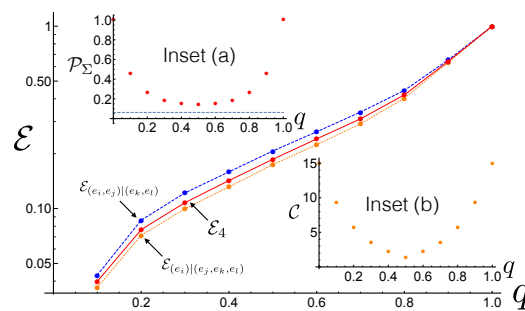 1
0.50
0.10
0.05
ℰ
0.2
0.4
0.6
0.8
1.0
q
ℰ(e_i,e_j)|(e_k,e_l)
ℰ_4
ℰ(e_i)|(e_j,e_k,e_l)
Inset (a)
𝒫_Σ
1.0
0.8
0.6
0.4
0.2
0.2 0.4 0.6 0.8 1.0
q
Inset (b)
𝒞
15
10
5
0.2 0.4 0.6 0.8 1.0
q